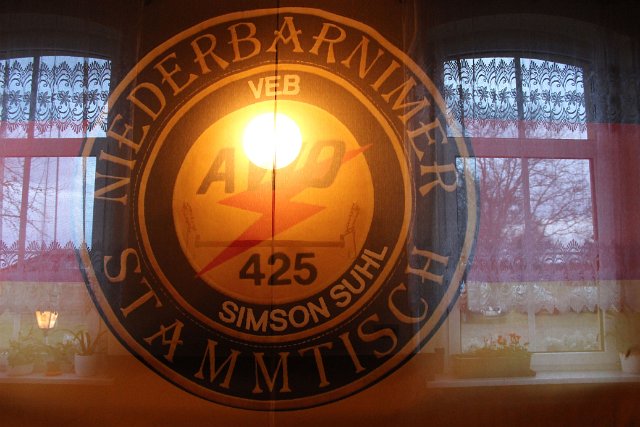 NIEDERBARNIMER
VEB
AWO
425
SIMSON SUHL
STAMMTISCH